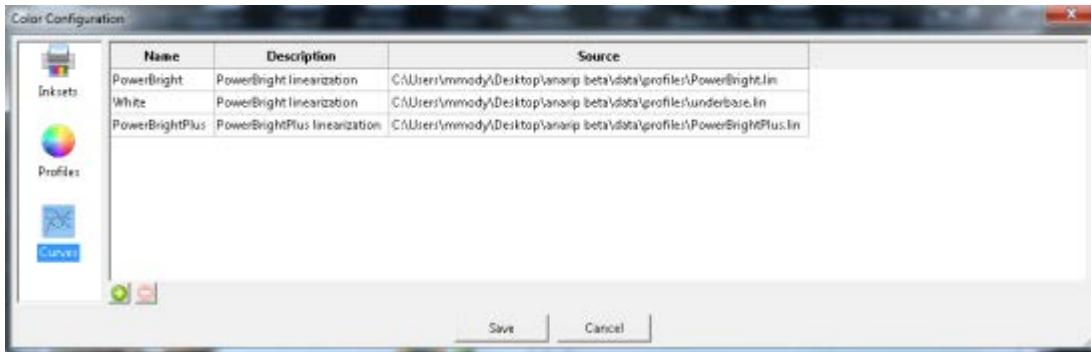 Color Configuration
Inksets
Profiles
Curves
Name Description Source
PowerBright PowerBright linearization C:\Users\mmody\Desktop\anarip beta\data\profiles\PowerBright.lin
White PowerBright linearization C:\Users\mmody\Desktop\anarip beta\data\profiles\underbase.lin
PowerBrightPlus PowerBrightPlus linearization C:\Users\mmody\Desktop\anarip beta\data\profiles\PowerBrightPlus.lin
Save Cancel